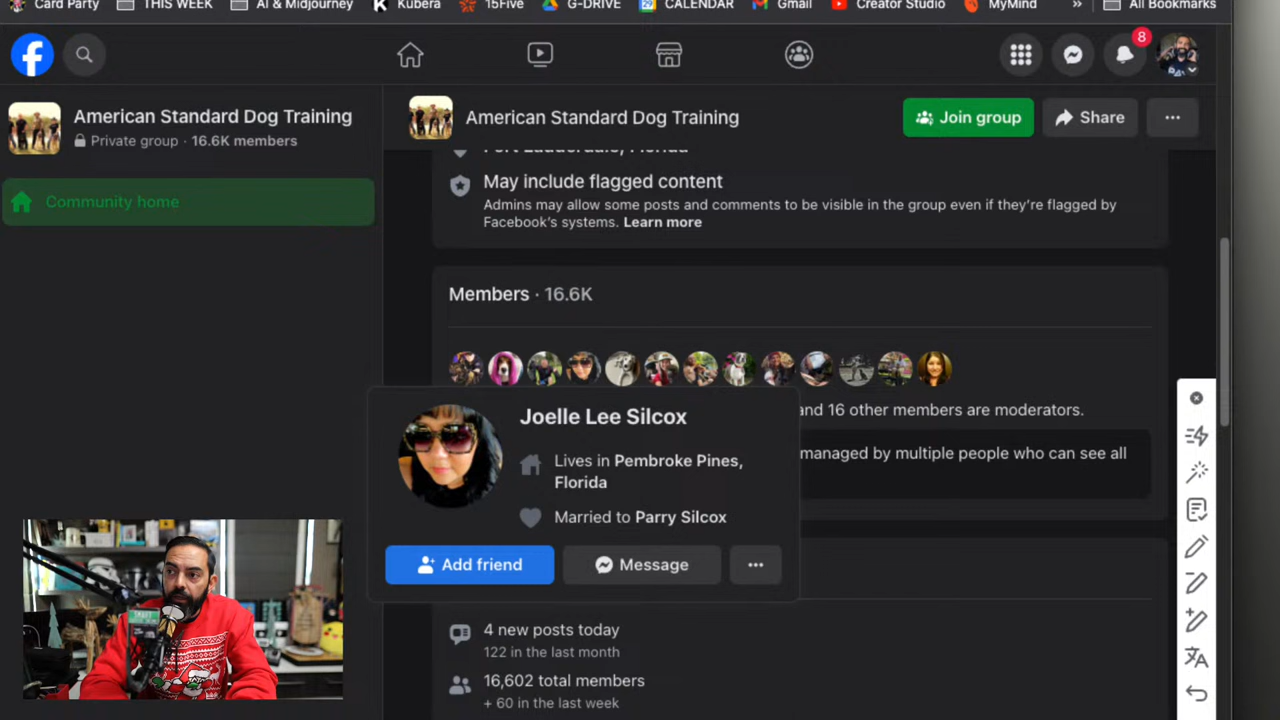 Card Party
THIS WEEK
AI & Midjourney
Kubera
15Five
G-DRIVE
CALENDAR
Gmail
Creator Studio
MyMind
»
All Bookmarks
8
American Standard Dog Training
Private group · 16.6K members
Community home
American Standard Dog Training
Join group
Share
Fort Lauderdale, Florida
May include flagged content
Admins may allow some posts and comments to be visible in the group even if they're flagged by
Facebook's systems. Learn more
Members · 16.6K
and 16 other members are moderators.
managed by multiple people who can see all
Joelle Lee Silcox
Lives in Pembroke Pines,
Florida
Married to Parry Silcox
Add friend
Message
4 new posts today
122 in the last month
16,602 total members
+ 60 in the last week